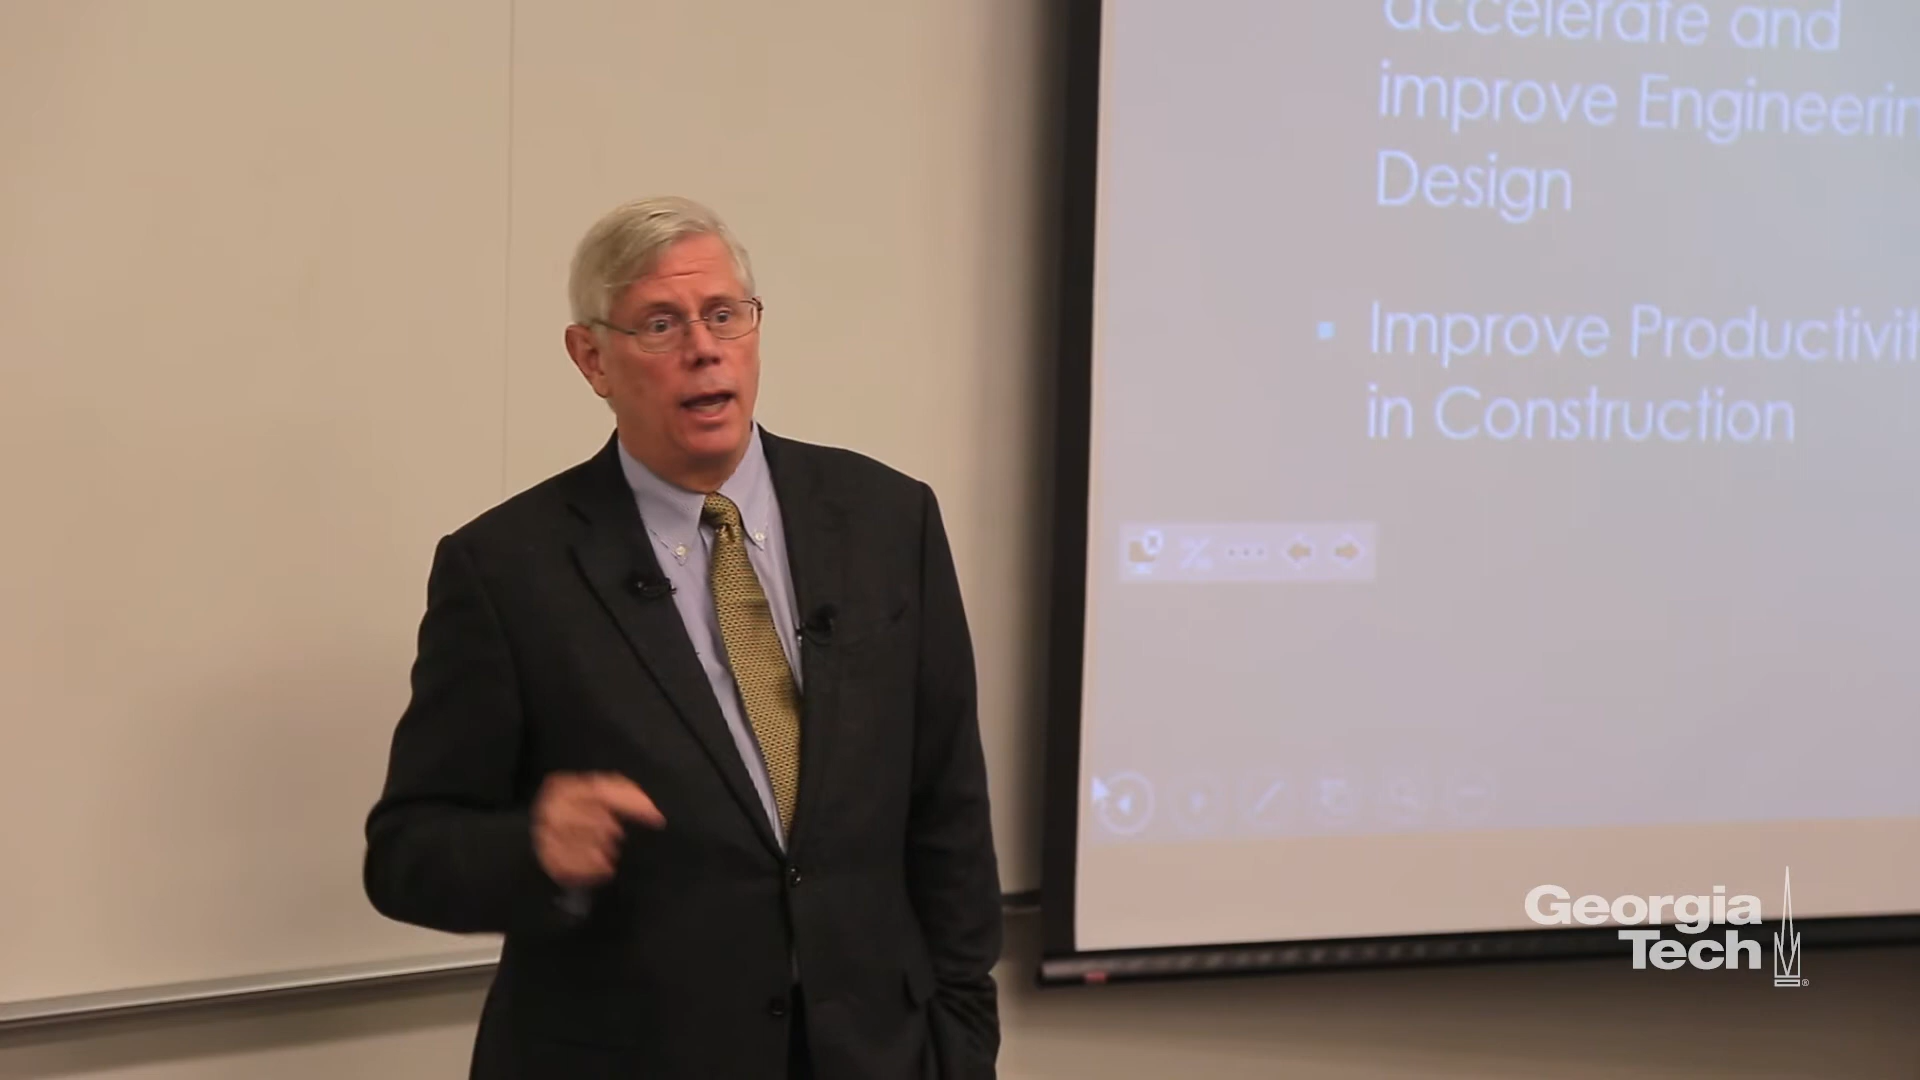 accelerate and
improve Engineerin
Design
▪ Improve Productivit
in Construction
Georgia
Tech
®